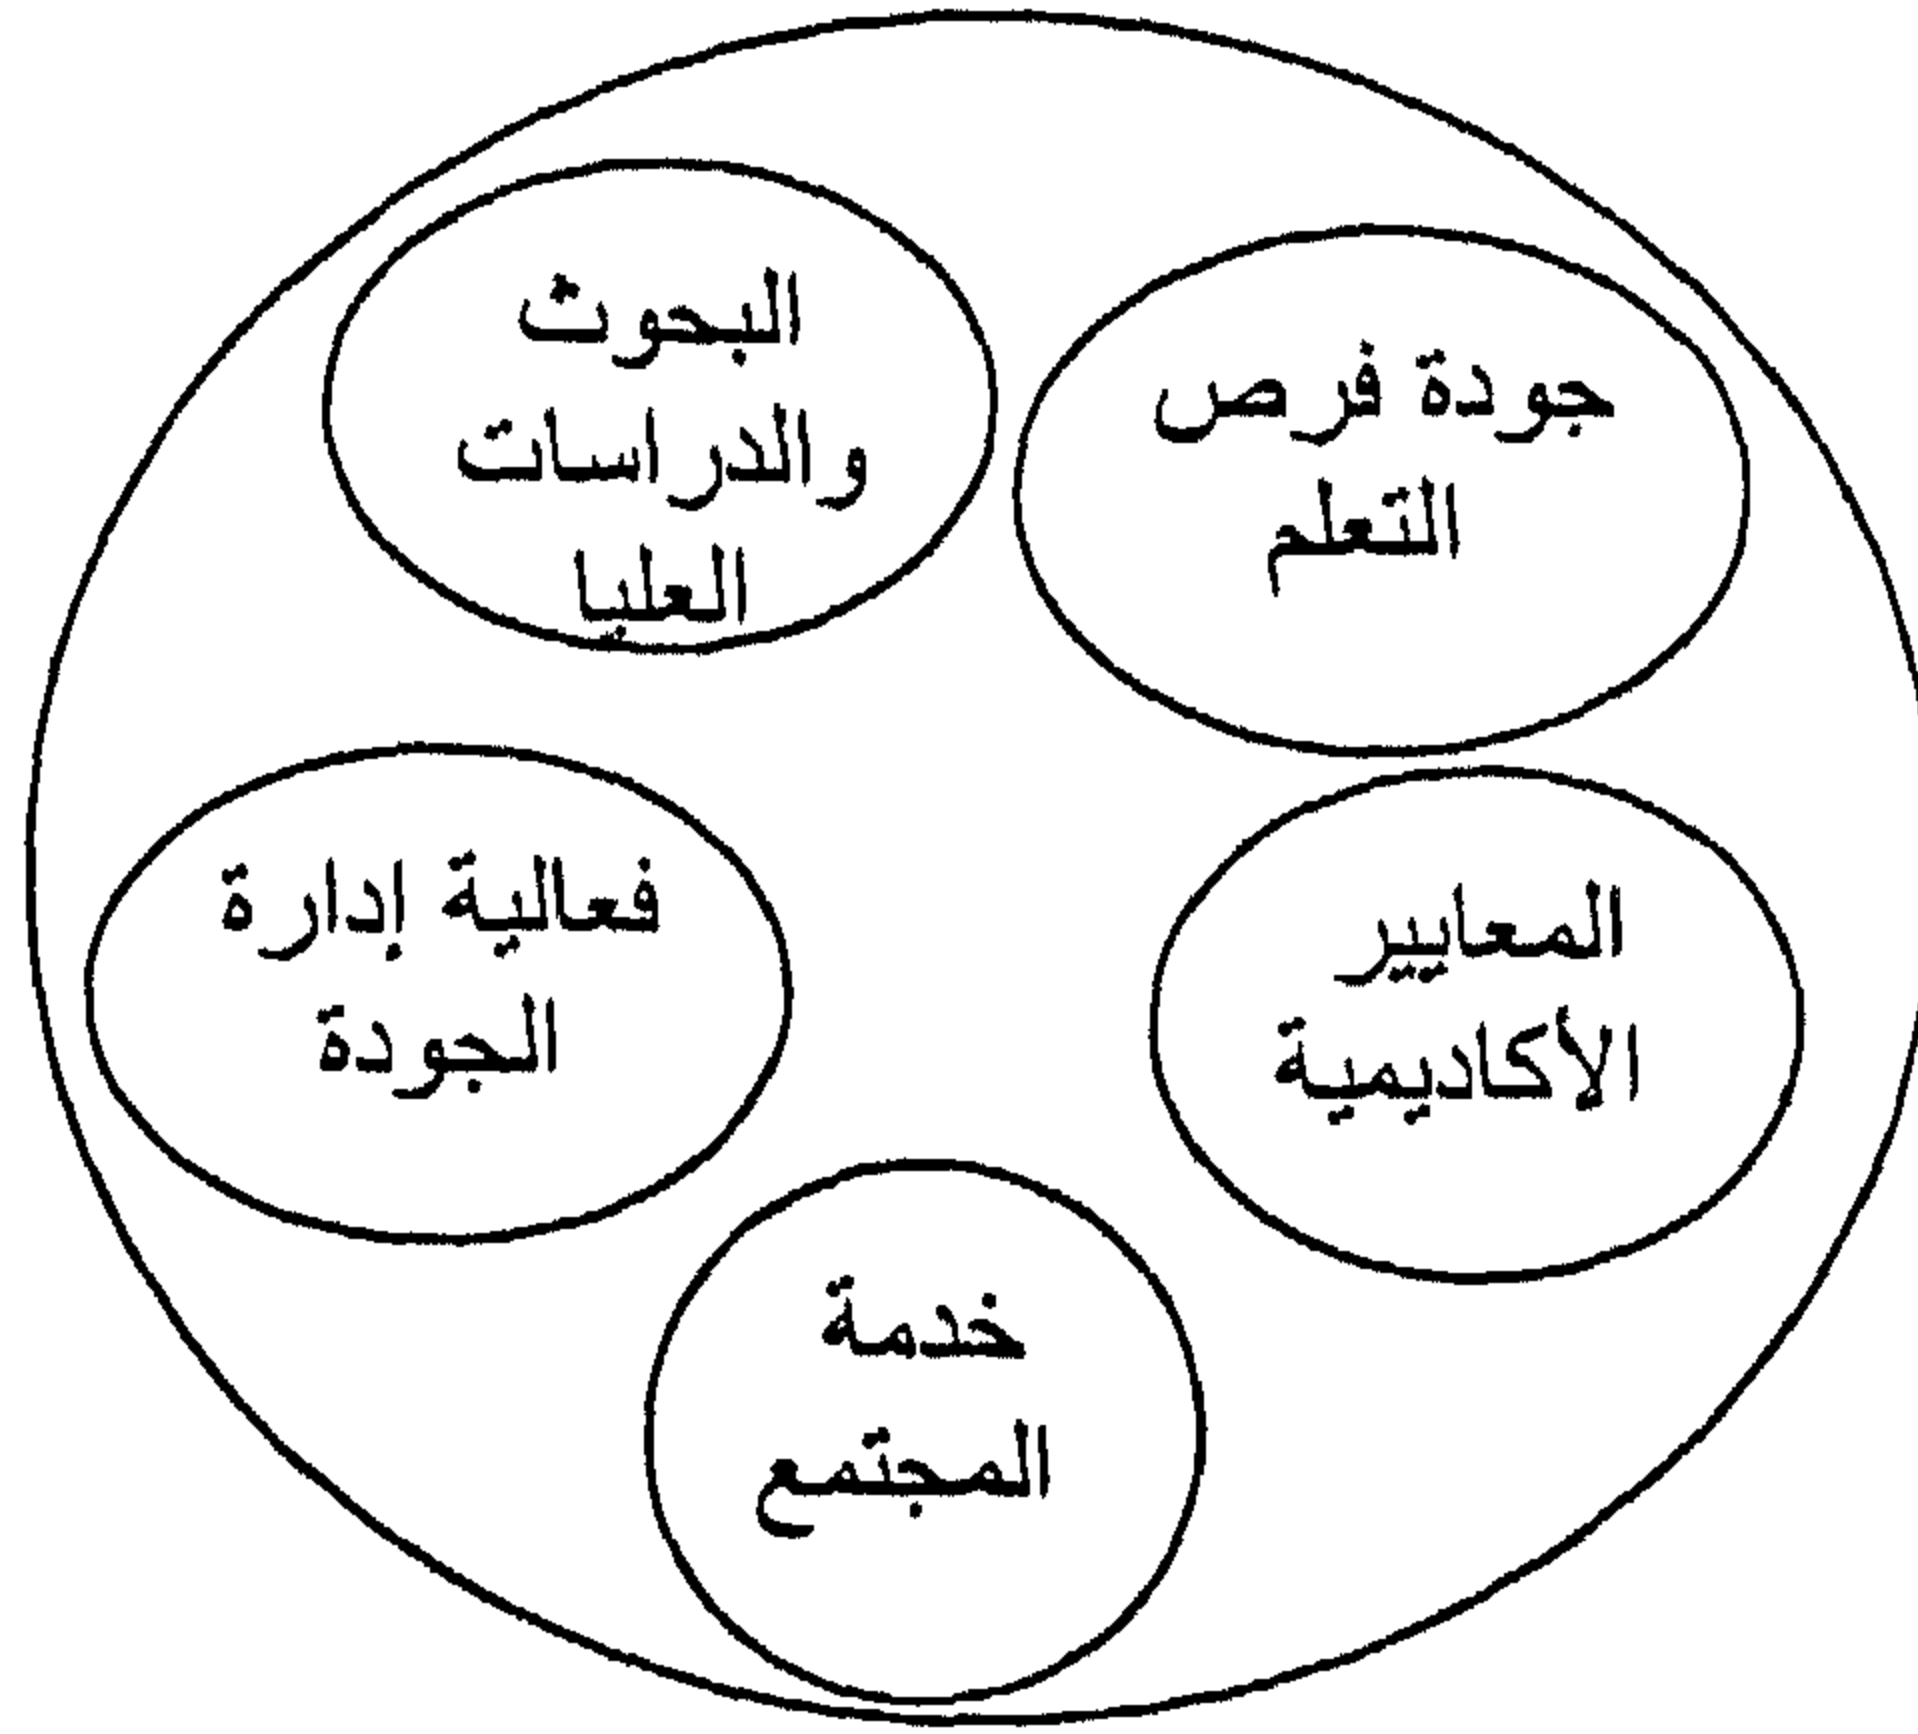 جودة فرص
التعلم
البحوث
والدراسات
العليا
المعايير
الأكاديمية
فعالية إدارة
الجودة
خدمة
المجتمع